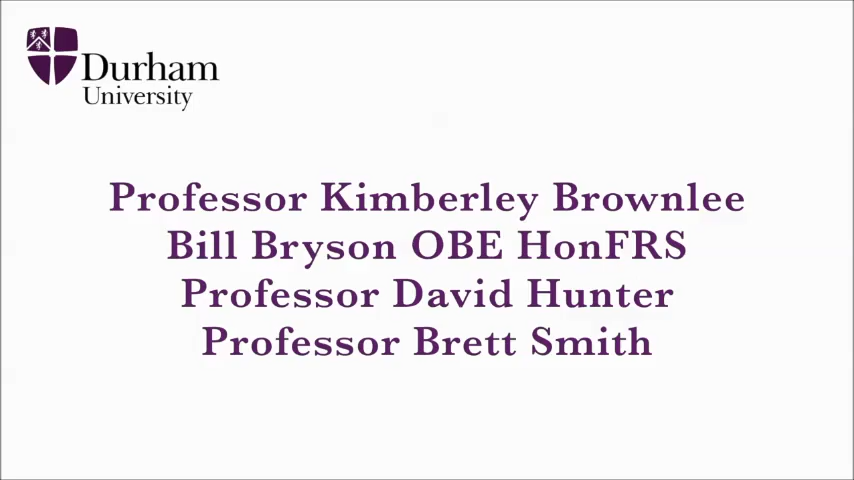 Durham
University
Professor Kimberley Brownlee
Bill Bryson OBE HonFRS
Professor David Hunter
Professor Brett Smith